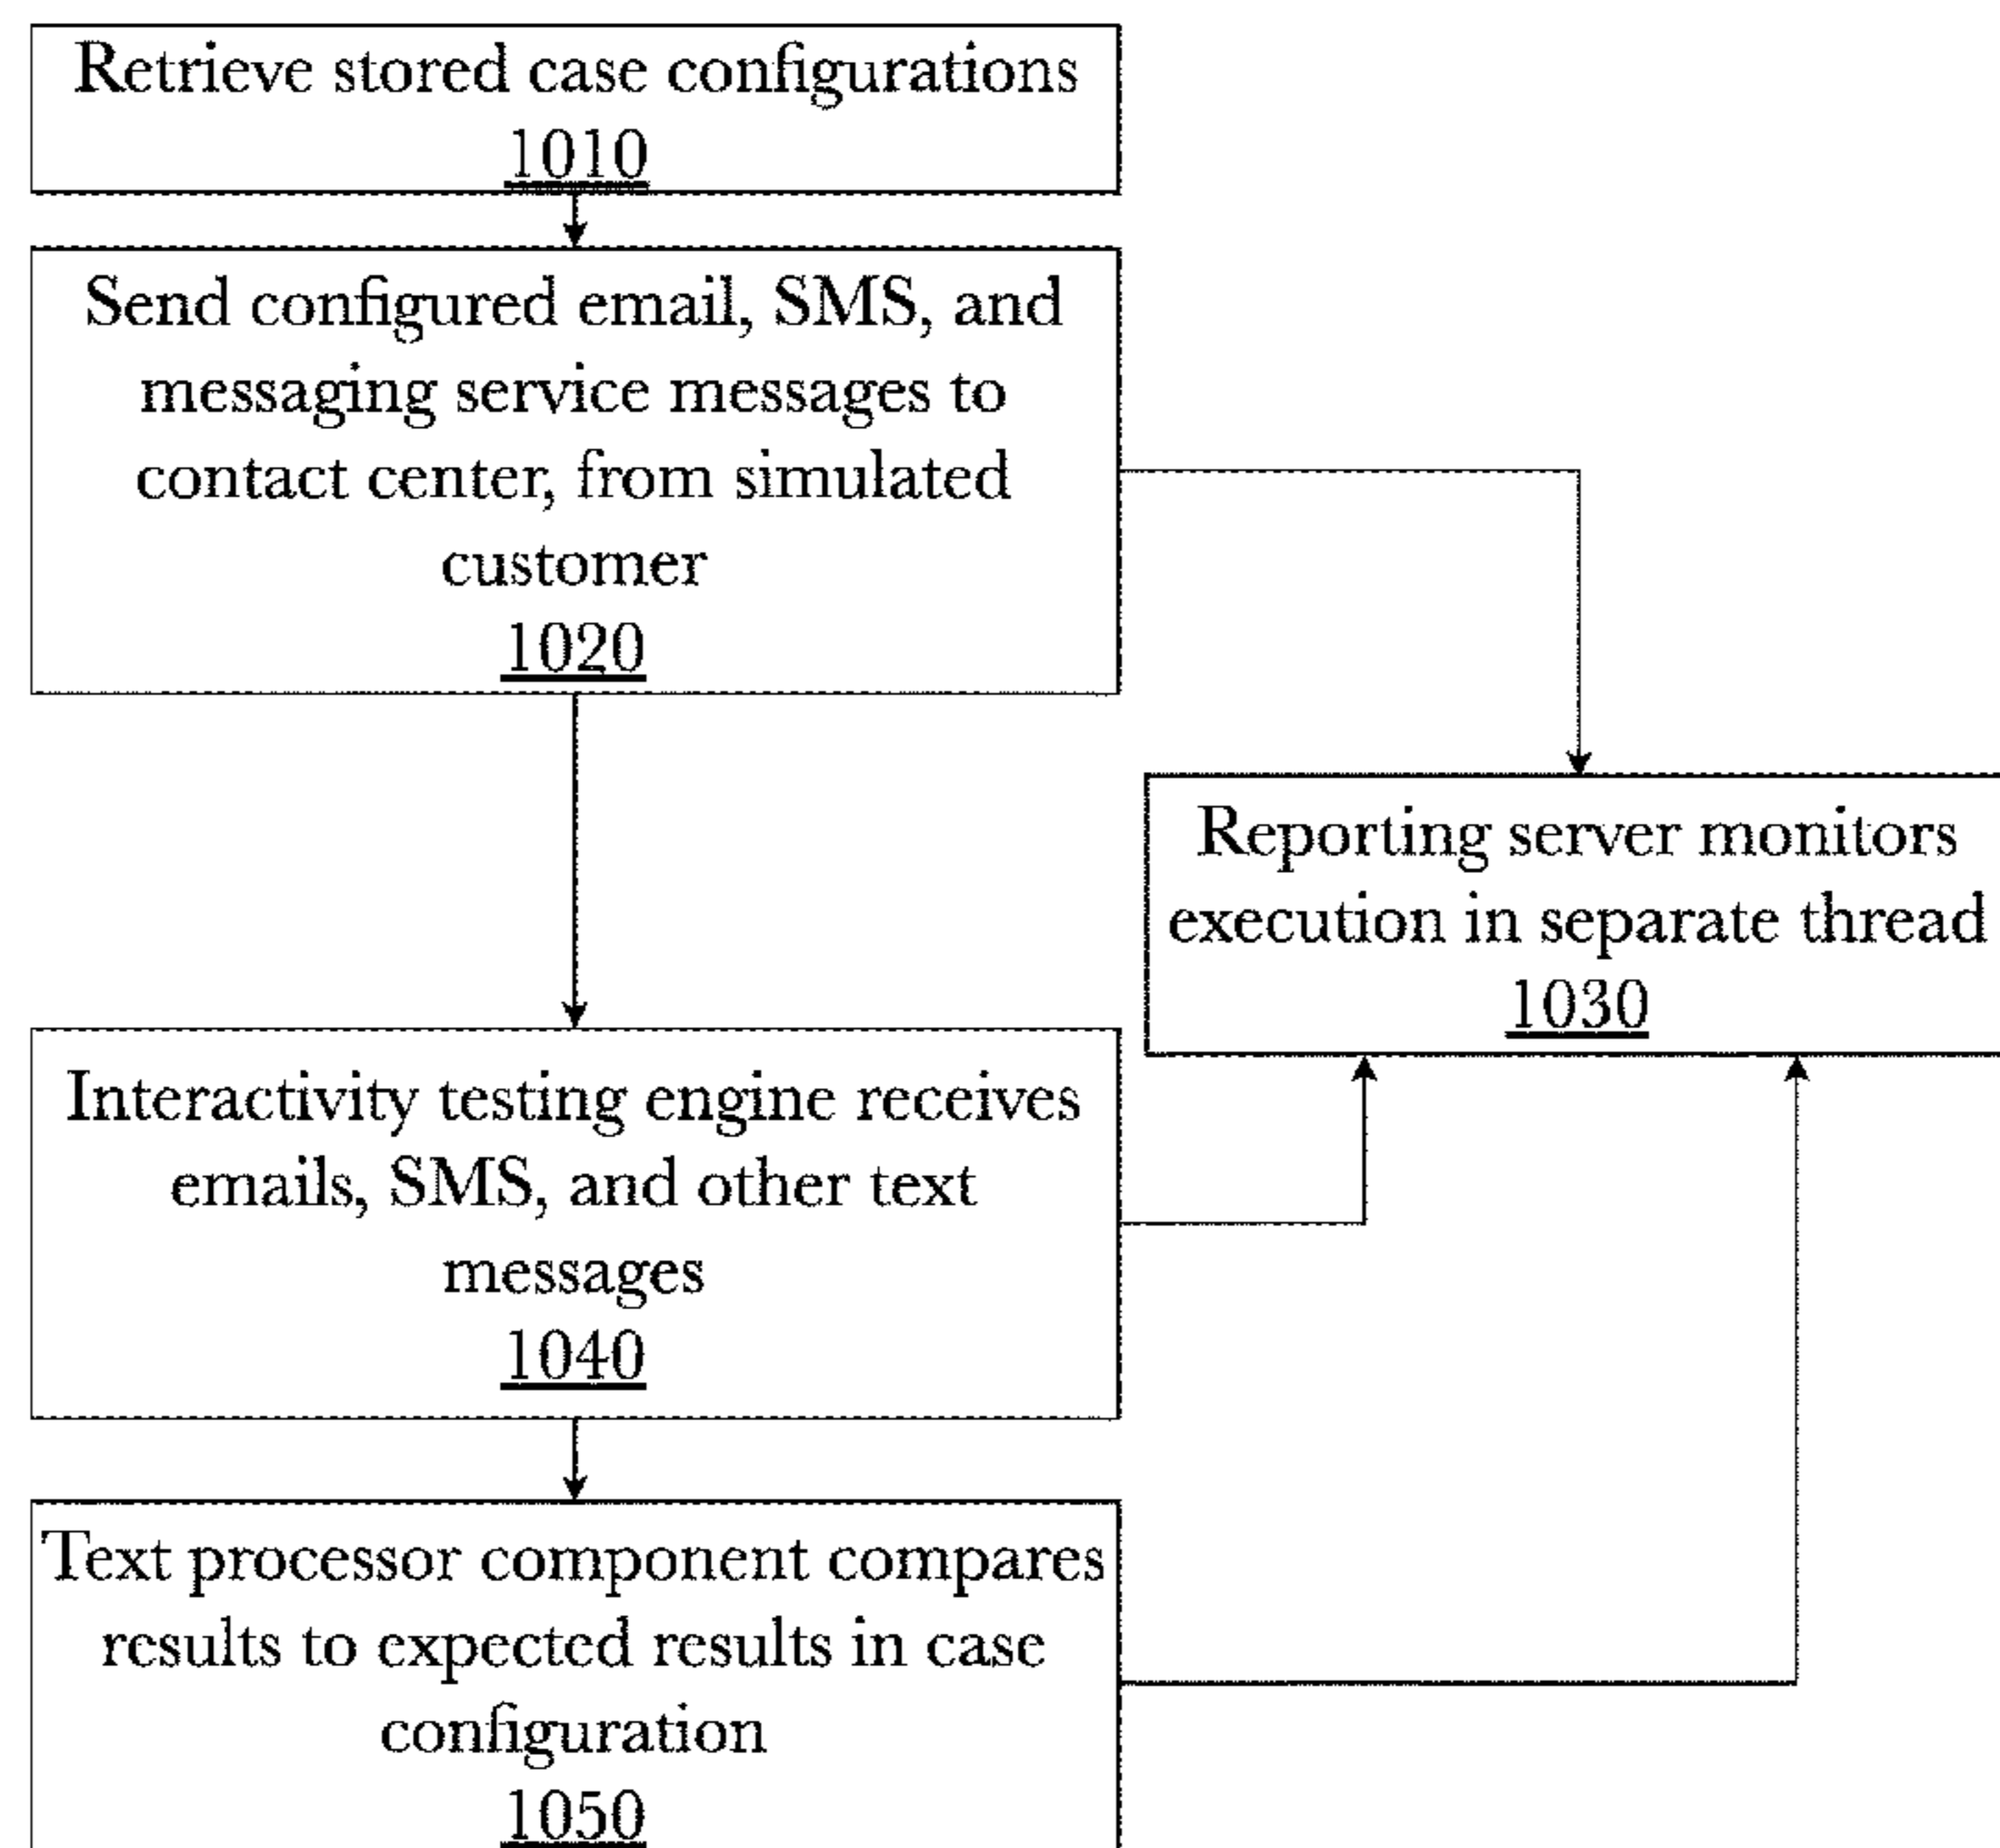 Retrieve stored case configurations
1010
Send configured email, SMS, and
messaging service messages to
contact center, from simulated
customer
1020
Reporting server monitors
execution in separate thread
1030
Interactivity testing engine receives
emails, SMS, and other text
messages
1040
Text processor component compares
results to expected results in case
configuration
1050